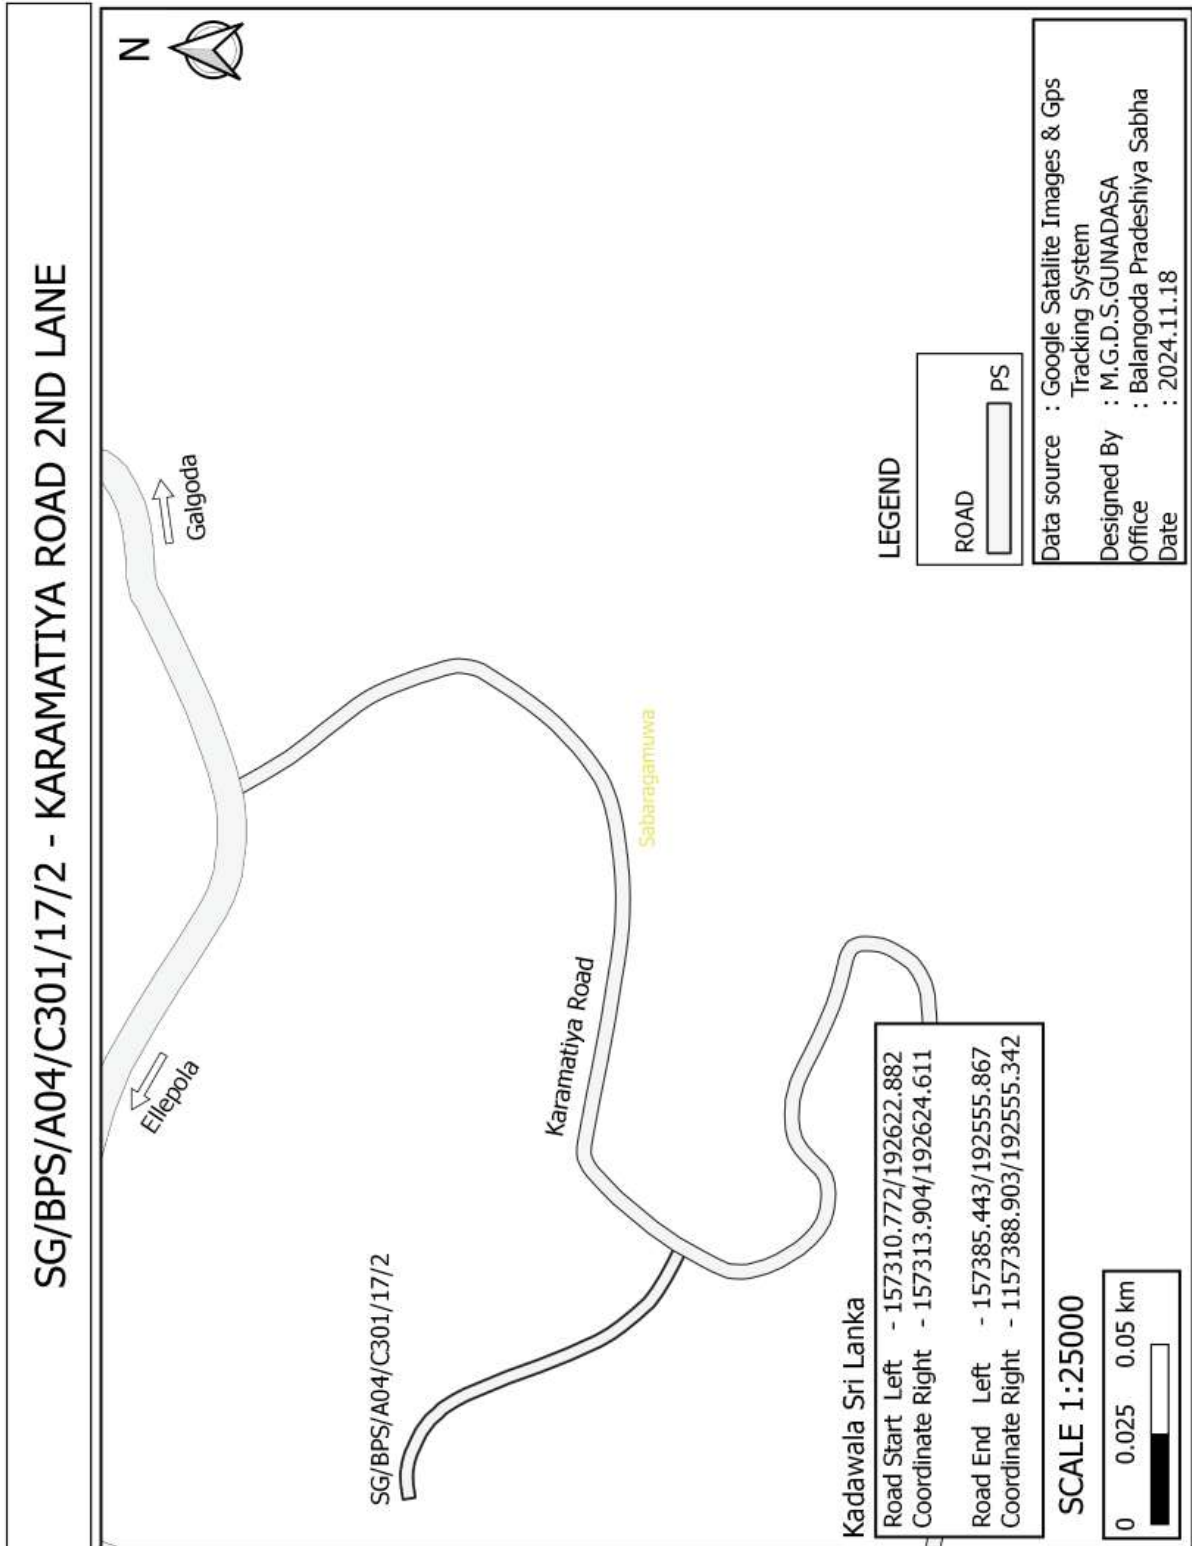 SG/BPS/A04/C301/17/2 - KARAMATIYA ROAD 2ND LANE
N
Galgoda
Ellepola
Karamatiya Road
Sabaragamuwa
SG/BPS/A04/C301/17/2
Kadawala Sri Lanka
Road Start Left - 157310.772/192622.882
Coordinate Right - 157313.904/192624.611
Road End Left - 157385.443/192555.867
Coordinate Right - 1157388.903/192555.342
SCALE 1:25000
0 0.025 0.05 km
LEGEND
ROAD
PS
Data source : Google Satalite Images & Gps
Tracking System
Designed By : M.G.D.S.GUNADASA
Office : Balangoda Pradeshiya Sabha
Date : 2024.11.18